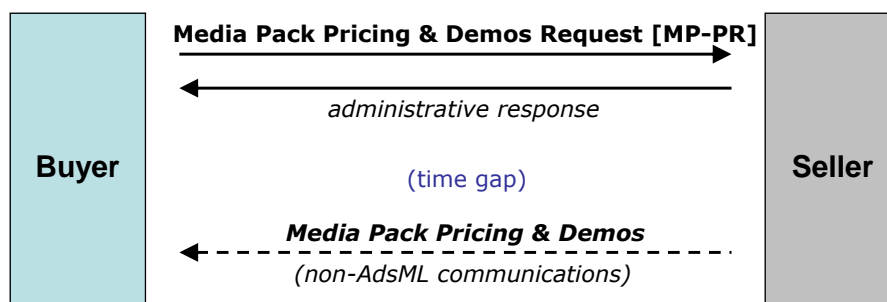 Media Pack Pricing & Demos Request [MP-PR]
administrative response
Buyer
(time gap)
Seller
Media Pack Pricing & Demos
(non-AdsML communications)